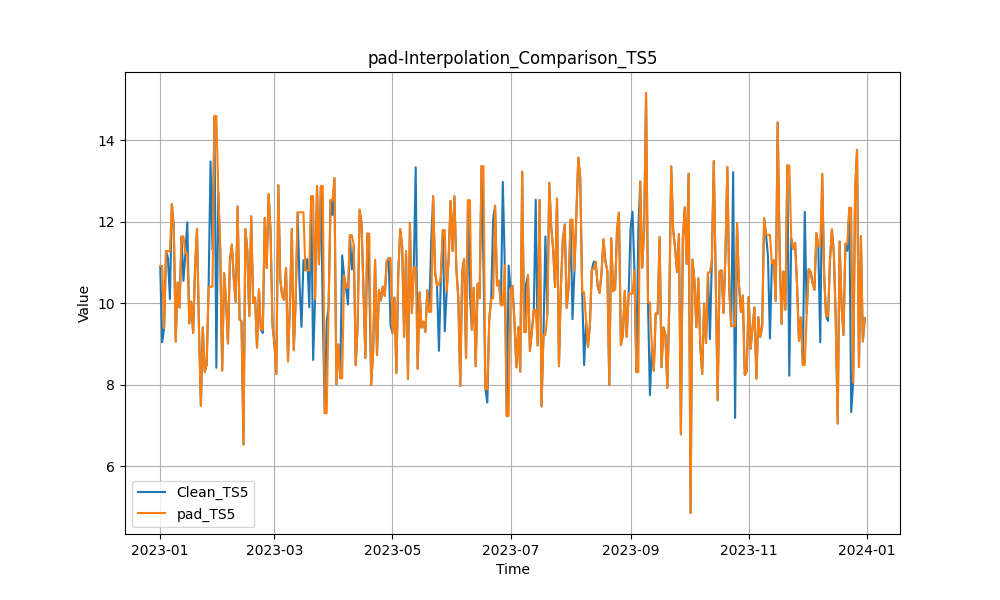 pad-Interpolation_Comparison_TS5
Value
14
12
10
8
6
Clean_TS5
pad_TS5
2023-01 2023-03 2023-05 2023-07 2023-09 2023-11 2024-01
Time